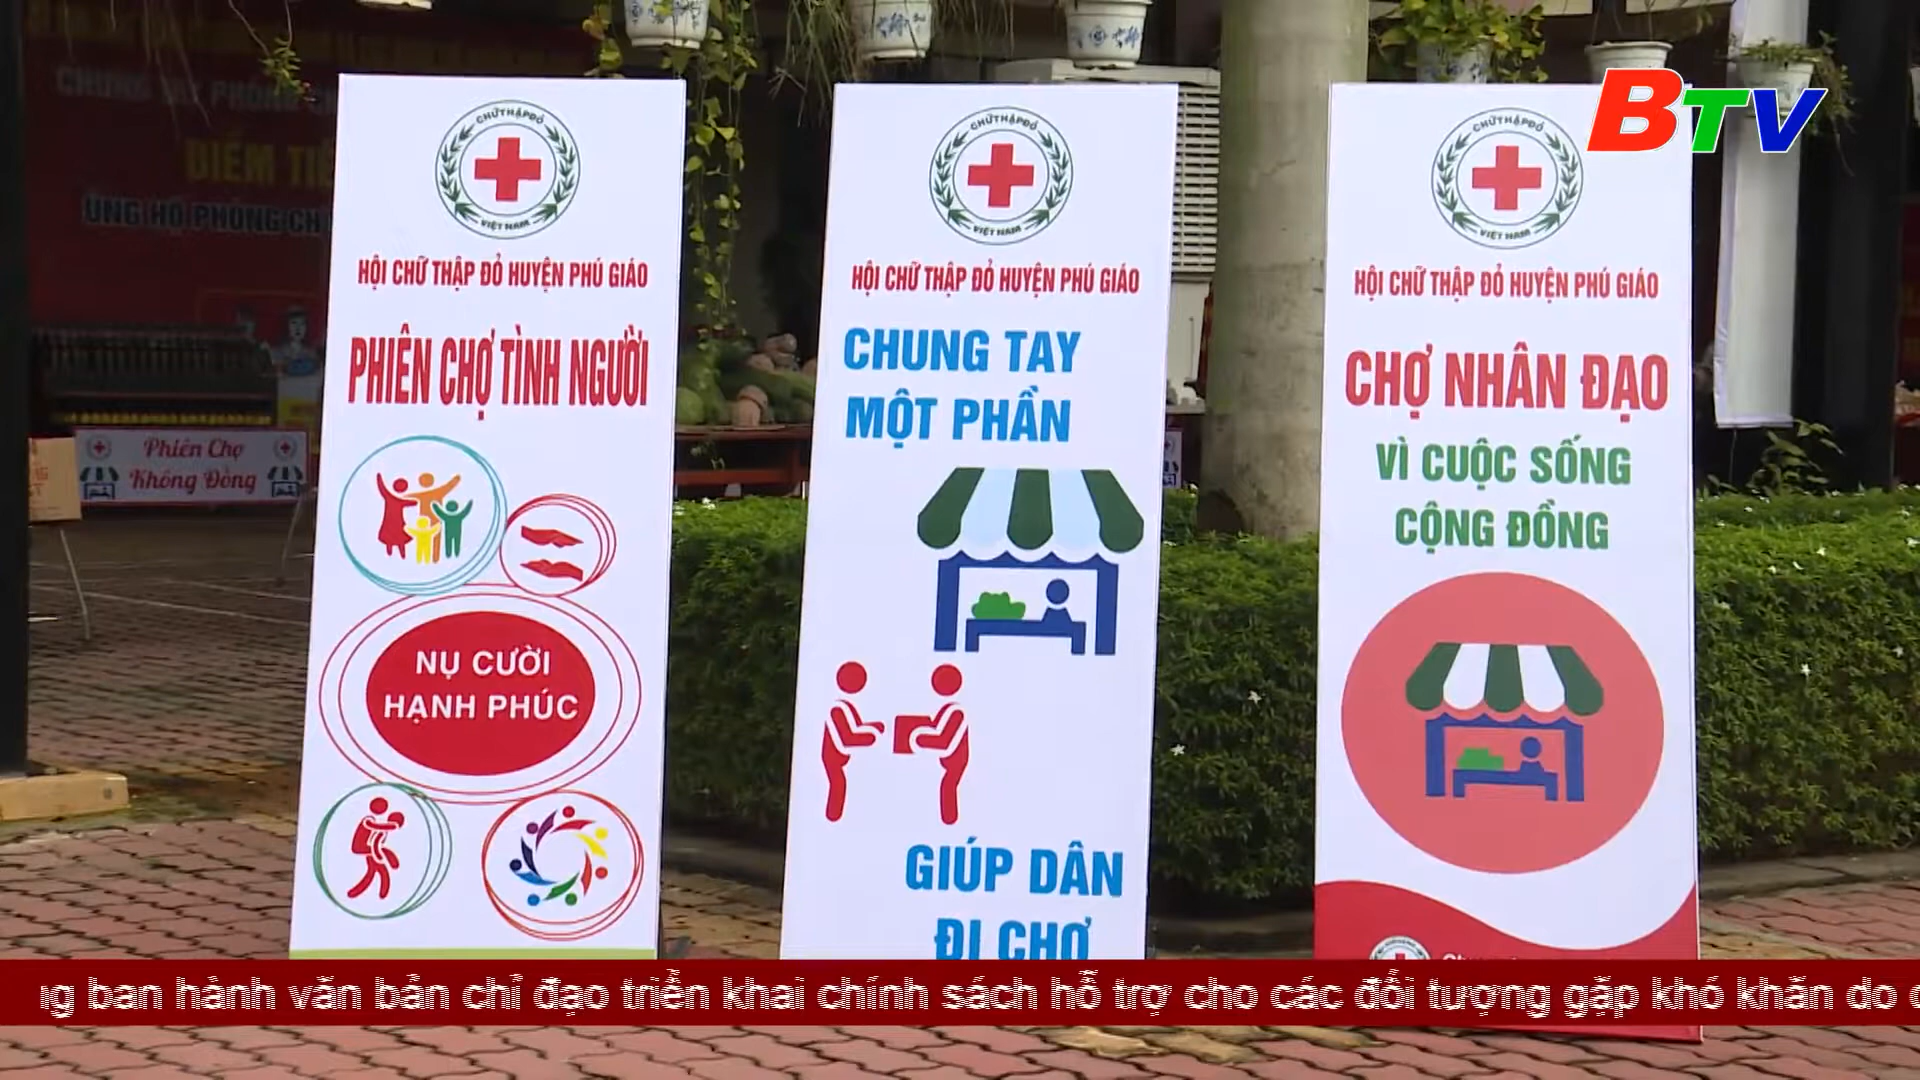 BTV
CHUNG TAY PHÒNG CH
ĐIỂM TI
ỦNG HỘ PHÒNG CH
Phiên Chợ
Không Đồng
CHỮ THẬP ĐỎ
VIỆT NAM
HỘI CHỮ THẬP ĐỎ HUYỆN PHÚ GIÁO
PHIÊN CHỢ TÌNH NGƯỜI
NỤ CƯỜI
HẠNH PHÚC
CHỮ THẬP ĐỎ
VIỆT NAM
HỘI CHỮ THẬP ĐỎ HUYỆN PHÚ GIÁO
CHUNG TAY
MỘT PHẦN
GIÚP DÂN
ĐI CHỢ
CHỮ THẬP ĐỎ
VIỆT NAM
HỘI CHỮ THẬP ĐỎ HUYỆN PHÚ GIÁO
CHỢ NHÂN ĐẠO
VÌ CUỘC SỐNG
CỘNG ĐỒNG
ng ban hành văn bản chỉ đạo triển khai chính sách hỗ trợ cho các đối tượng gặp khó khăn do